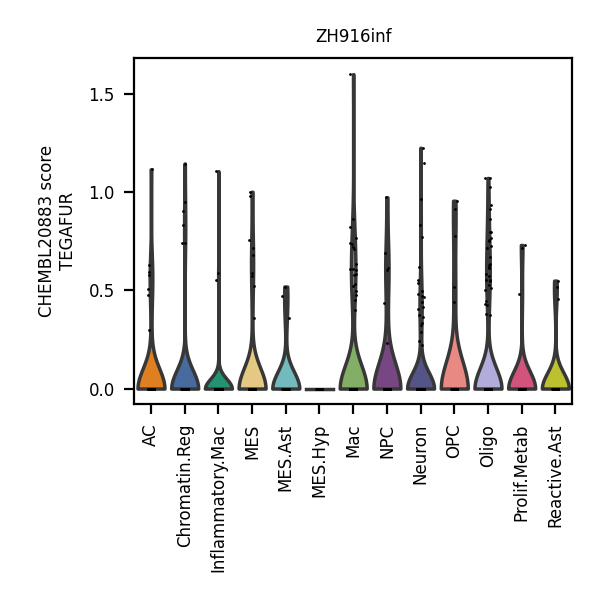 ZH916inf
CHEMBL20883 score
TEGAFUR
1.5
1.0
0.5
0.0
AC
Chromatin.Reg
Inflammatory.Mac
MES
MES.Ast
MES.Hyp
Mac
NPC
Neuron
OPC
Oligo
Prolif.Metab
Reactive.Ast